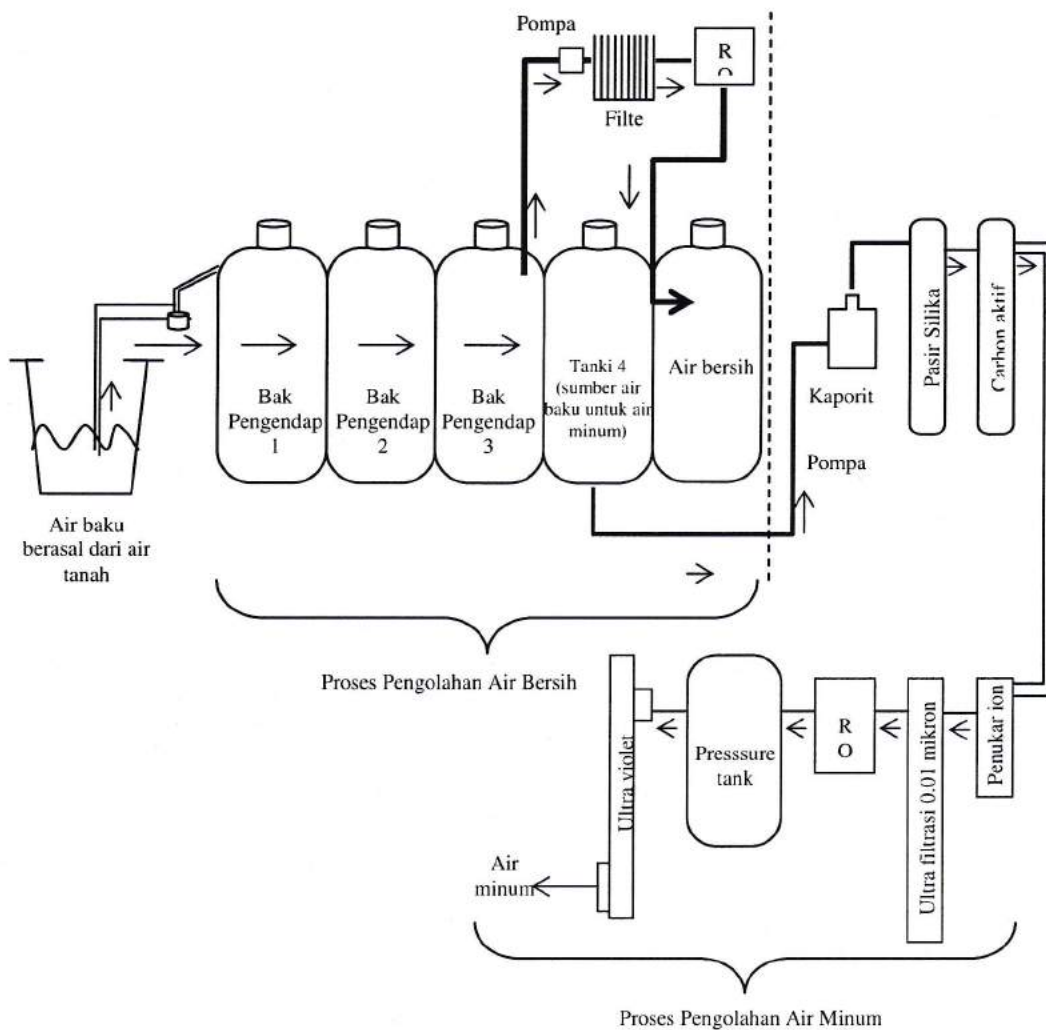 Pompa
R
O
Filte
Air baku
berasal dari air
tanah
Bak
Pengendap
1
Bak
Pengendap
2
Bak
Pengendap
3
Tanki 4
(sumber air
baku untuk air
minum)
Air bersih
Kaporit
Pompa
Pasir Silika
Carbon aktif
Proses Pengolahan Air Bersih
Penukar ion
Ultra filtrasi 0.01 mikron
R
O
Presssure
tank
Ultra violet
Air
minum
Proses Pengolahan Air Minum